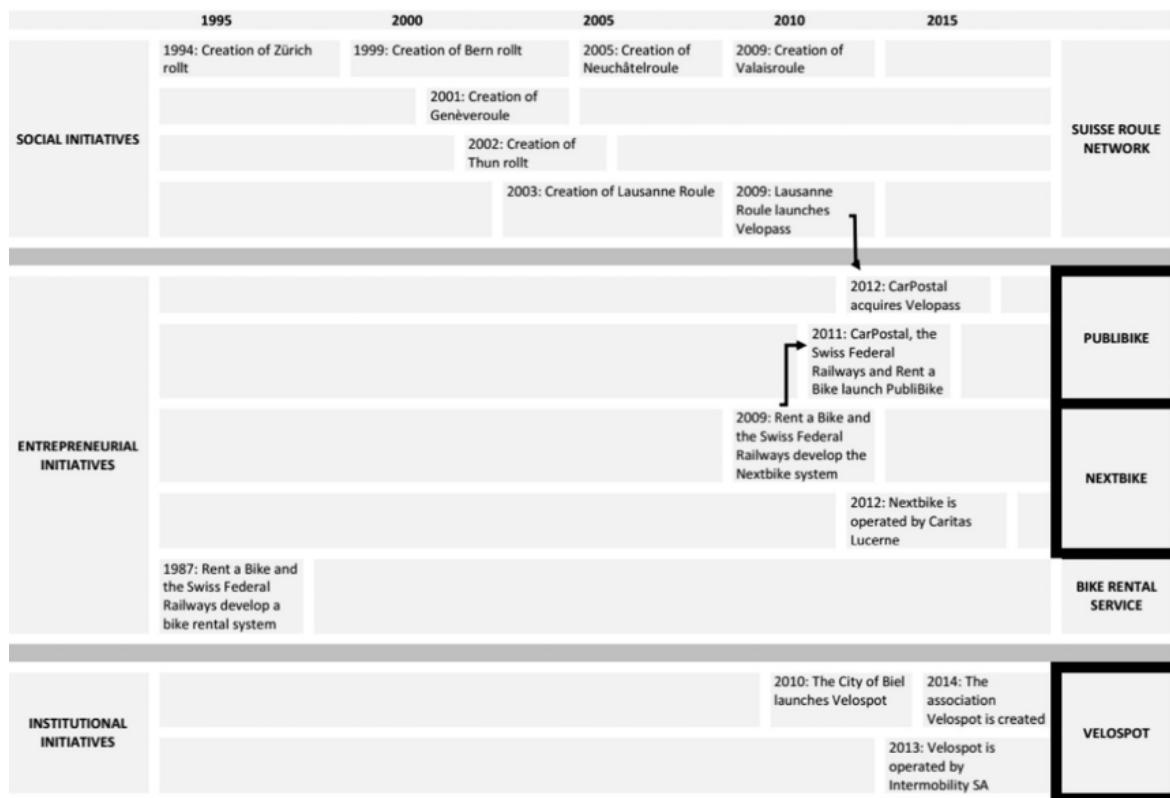 1995 2000 2005 2010 2015
1994: Creation of Zürich
rollt
1999: Creation of Bern rollt
2005: Creation of
Neuchâtelroule
2009: Creation of
Valaisroule
2001: Creation of
Genèveroule
SOCIAL INITIATIVES
2002: Creation of
Thun rollt
2003: Creation of Lausanne Roule
2009: Lausanne
Roule launches
Velopass
SUISSE ROULE
NETWORK
2012: CarPostal
acquires Velopass
2011: CarPostal, the
Swiss Federal
Railways and Rent a
Bike launch PubliBike
PUBLIBIKE
ENTREPRENEURIAL
INITIATIVES
2009: Rent a Bike and
the Swiss Federal
Railways develop the
Nextbike system
2012: Nextbike is
operated by Caritas
Lucerne
NEXTBIKE
1987: Rent a Bike and
the Swiss Federal
Railways develop a
bike rental system
BIKE RENTAL
SERVICE
INSTITUTIONAL
INITIATIVES
2010: The City of Biel
launches Velospot
2014: The
association
Velospot is created
2013: Velospot is
operated by
Intermobility SA
VELOSPOT